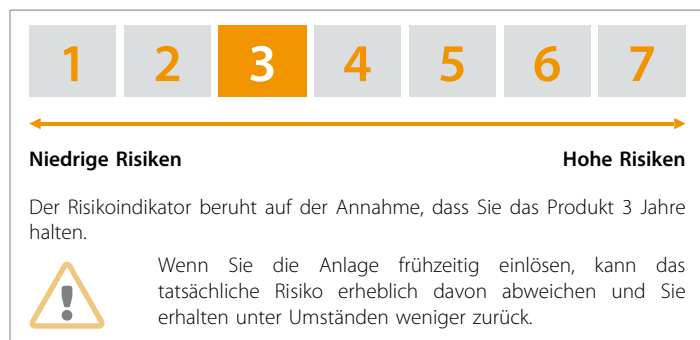 1 2 3 4 5 6 7
Niedrige Risiken Hohe Risiken
Der Risikoindikator beruht auf der Annahme, dass Sie das Produkt 3 Jahre
halten.
Wenn Sie die Anlage frühzeitig einlösen, kann das
tatsächliche Risiko erheblich davon abweichen und Sie
erhalten unter Umständen weniger zurück.